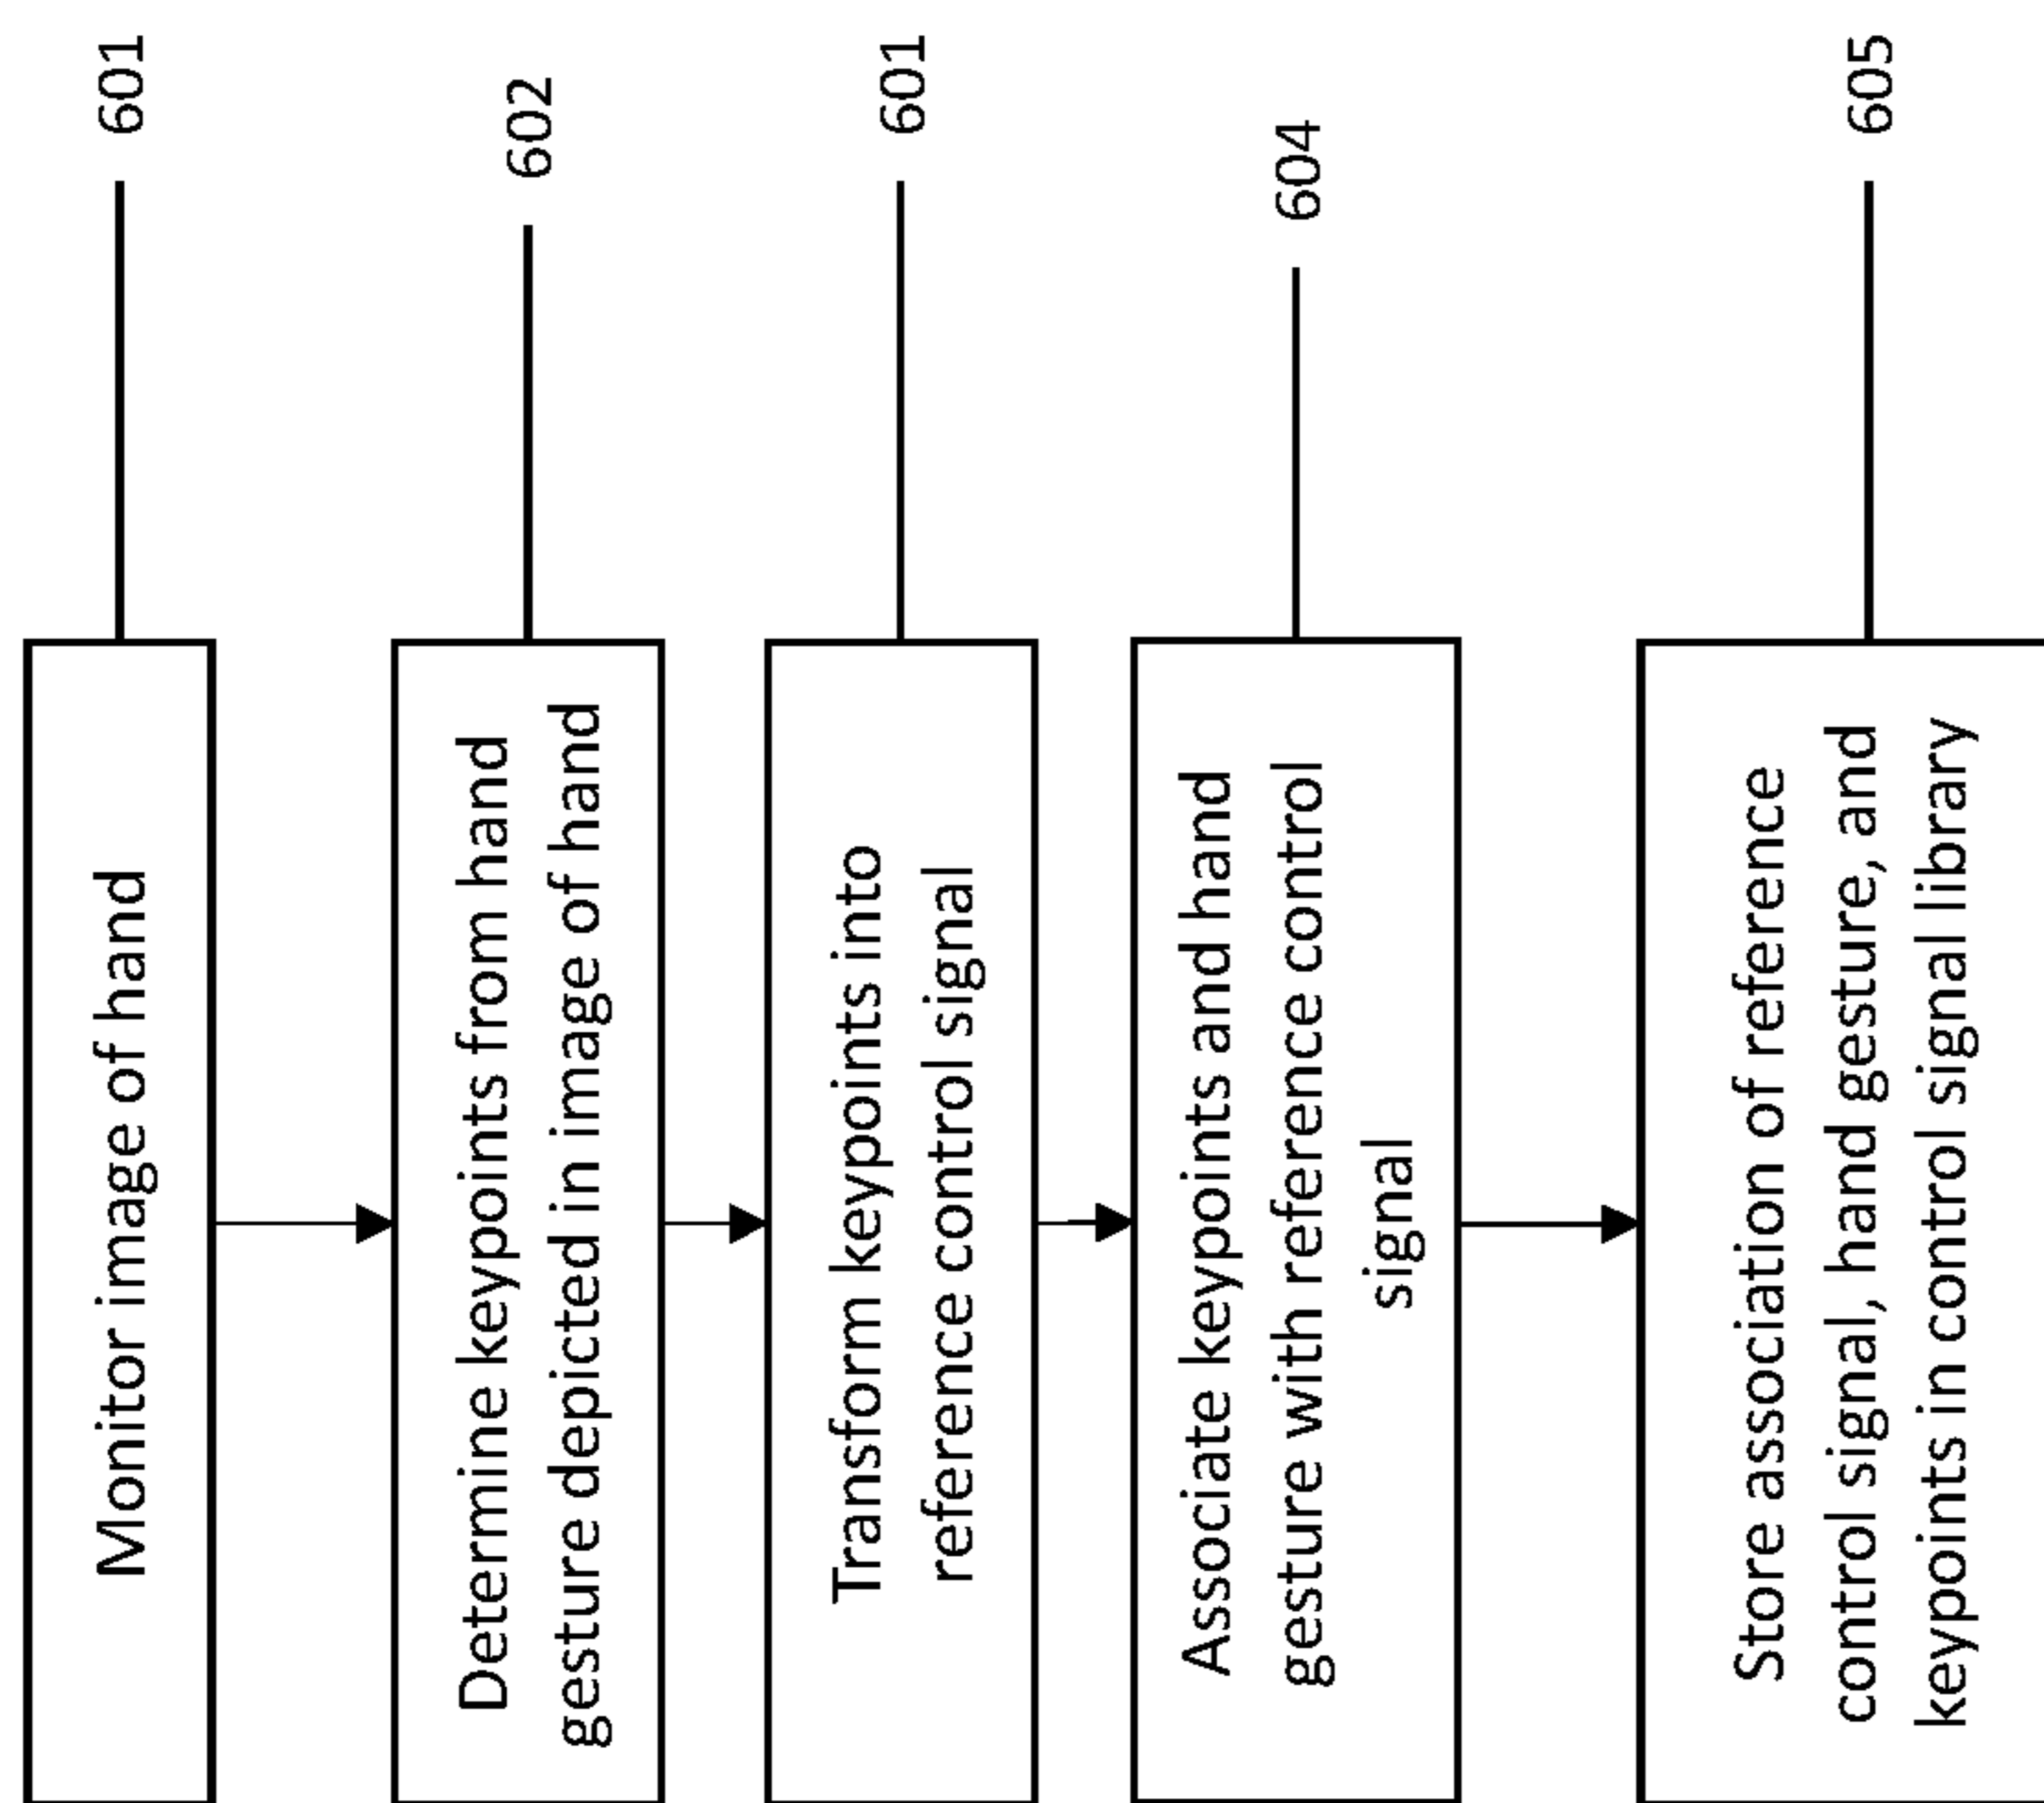 Monitor image of hand
601
Determine keypoints from hand
gesture depicted in image of hand
602
Transform keypoints into
reference control signal
601
Associate keypoints and hand
gesture with reference control
signal
604
Store association of reference
control signal, hand gesture, and
keypoints in control signal library
605